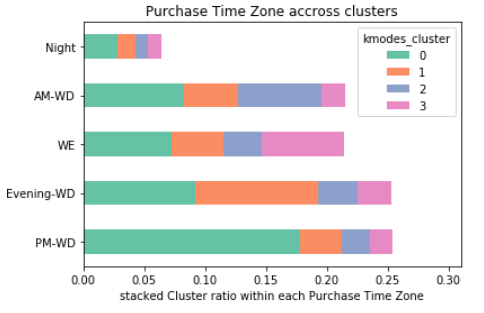 Purchase Time Zone accross clusters
kmodes_cluster
0
1
2
3
Night
AM-WD
WE
Evening-WD
PM-WD
0.00 0.05 0.10 0.15 0.20 0.25 0.30
stacked Cluster ratio within each Purchase Time Zone